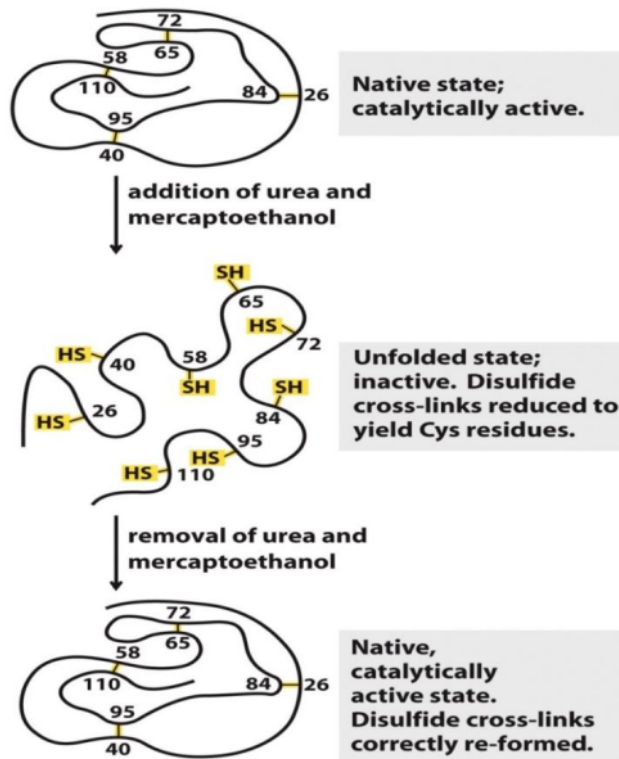 72
65
58
110
84
26
95
40
Native state;
catalytically active.
addition of urea and
mercaptoethanol
SH
65
HS
72
HS
40
58
SH
SH
84
HS
26
95
HS
HS
110
Unfolded state;
inactive. Disulfide
cross-links reduced to
yield Cys residues.
removal of urea and
mercaptoethanol
72
65
58
110
84
26
95
40
Native,
catalytically
active state.
Disulfide cross-links
correctly re-formed.